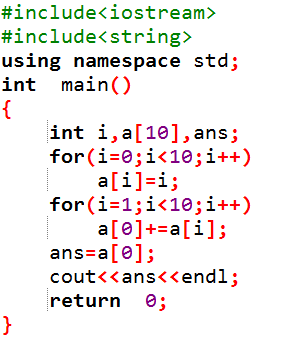 #include<iostream>
#include<string>
using namespace std;
int  main()
{
    int i,a[10],ans;
    for(i=0;i<10;i++)
        a[i]=i;
    for(i=1;i<10;i++)
        a[0]+=a[i];
    ans=a[0];
    cout<<ans<<endl;
    return  0;
}